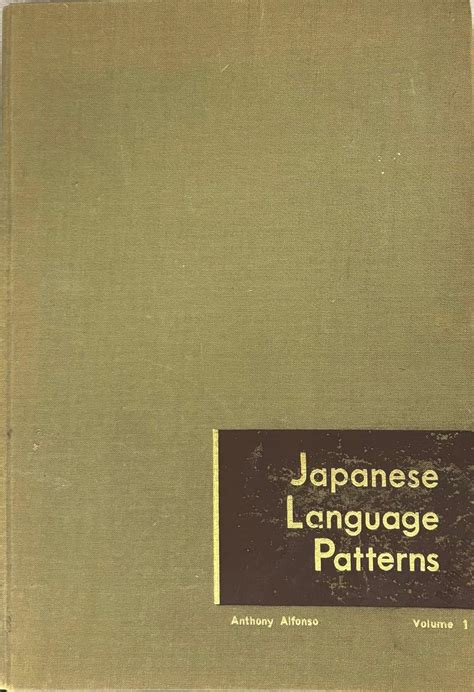 Japanese
Language
Patterns
Anthony Alfonso Volume 1